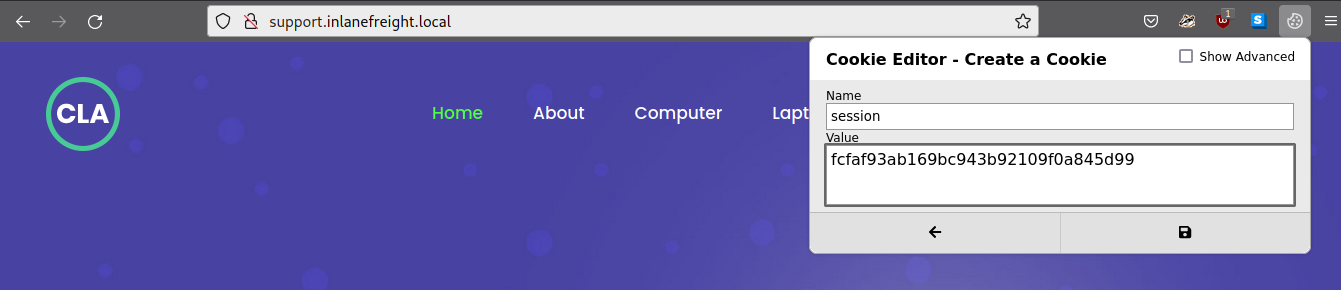 support.inlanefreight.local
1
Cookie Editor - Create a Cookie
Show Advanced
Name
session
Value
fcfaf93ab169bc943b92109f0a845d99
CLA
Home About Computer Lapt